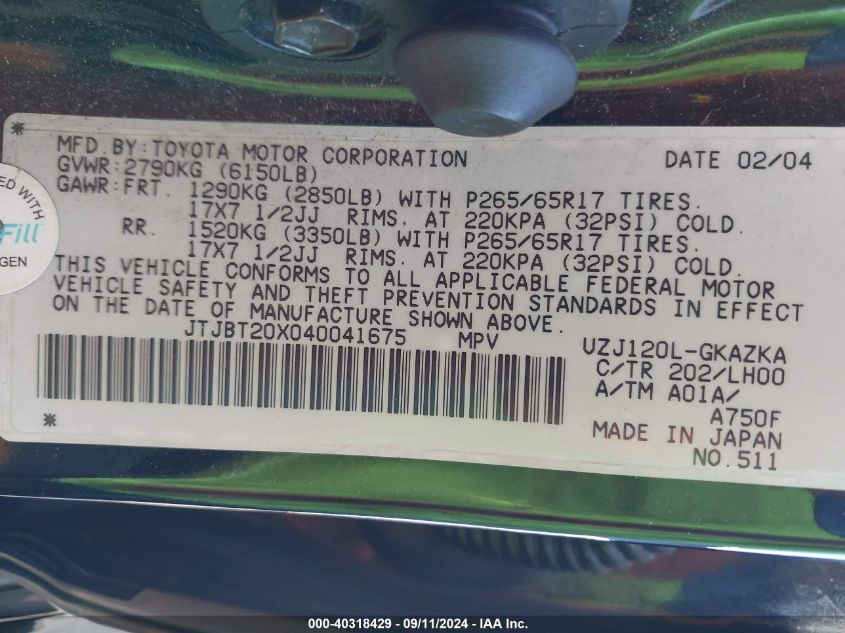 MFD. BY: TOYOTA MOTOR CORPORATION DATE 02/04
GVWR: 2790KG (6150LB)
GAWR: FRT. 1290KG (2850LB) WITH P265/65R17 TIRES.
17X7 1/2JJ RIMS. AT 220KPA (32PSI) COLD.
RR. 1520KG (3350LB) WITH P265/65R17 TIRES.
17X7 1/2JJ RIMS. AT 220KPA (32PSI) COLD.
THIS VEHICLE CONFORMS TO ALL APPLICABLE FEDERAL MOTOR
VEHICLE SAFETY AND THEFT PREVENTION STANDARDS IN EFFECT
ON THE DATE OF MANUFACTURE SHOWN ABOVE.
JTJBT20X040041675 MPV
UZJ120L-GKAZKA
C/TR 202/LH00
A/TM A01A/
A750F
MADE IN JAPAN
NO.511
WITH
Fill
GEN
000-40318429 - 09/11/2024 - IAA Inc.